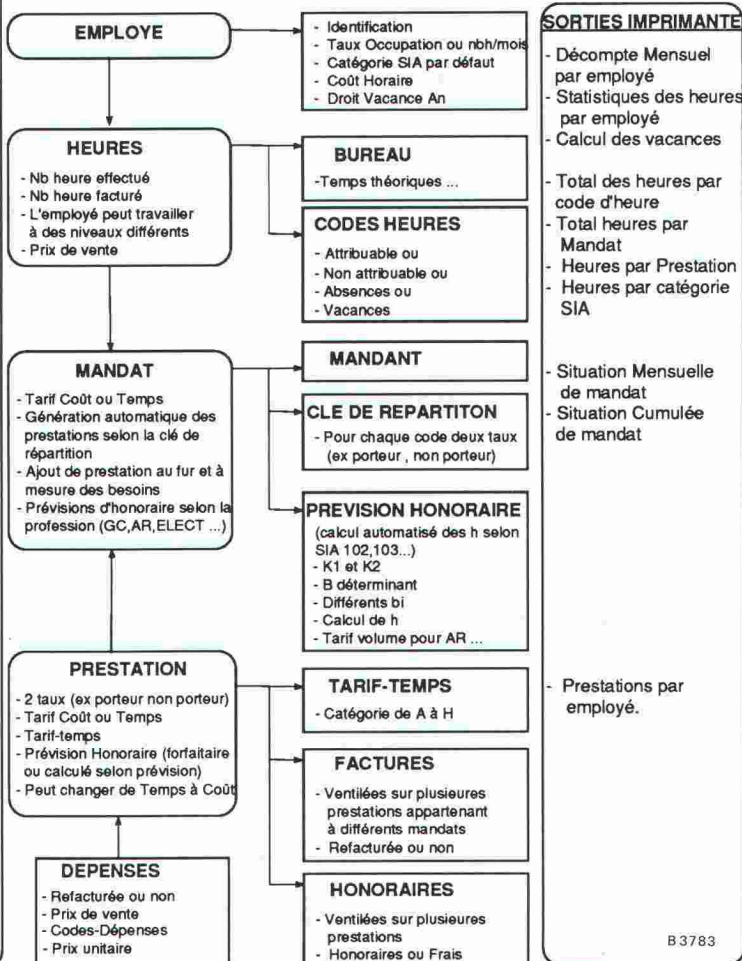 EMPLOYE
- Identification
- Taux Occupation ou nbh/mois
- Catégorie SIA par défaut
- Coût Horaire
- Droit Vacance An
HEURES
- Nb heure effectué
- Nb heure facturé
- L'employé peut travailler
à des niveaux différents
- Prix de vente
BUREAU
-Temps théoriques ...
CODES HEURES
- Attribuable ou
- Non attribuable ou
- Absences ou
- Vacances
MANDAT
- Tarif Coût ou Temps
- Génération automatique des
prestations selon la clé de
répartition
- Ajout de prestation au fur et à
mesure des besoins
- Prévisions d'honoraire selon la
profession (GC,AR,ELECT ...)
MANDANT
CLE DE REPARTITON
- Pour chaque code deux taux
(ex porteur , non porteur)
PREVISION HONORAIRE
(calcul automatisé des h selon
SIA 102,103...)
- K1 et K2
- B déterminant
- Différents bi
- Calcul de h
- Tarif volume pour AR ...
PRESTATION
- 2 taux (ex porteur non porteur)
- Tarif Coût ou Temps
- Tarif-temps
- Prévision Honoraire (forfaitaire
ou calculé selon prévision)
- Peut changer de Temps à Coût
TARIF-TEMPS
- Catégorie de A à H
FACTURES
- Ventilées sur plusieures
prestations appartenant
à différents mandats
- Refacturée ou non
DEPENSES
- Refacturée ou non
- Prix de vente
- Codes-Dépenses
- Prix unitaire
HONORAIRES
- Ventilées sur plusieures
prestations
- Honoraires ou Frais
SORTIES IMPRIMANTE
- Décompte Mensuel
par employé
- Statistiques des heures
par employé
- Calcul des vacances
- Total des heures par
code d'heure
- Total heures par
Mandat
- Heures par Prestation
- Heures par catégorie
SIA
- Situation Mensuelle
de mandat
- Situation Cumulée
de mandat
- Prestations par
employé.
B 3783